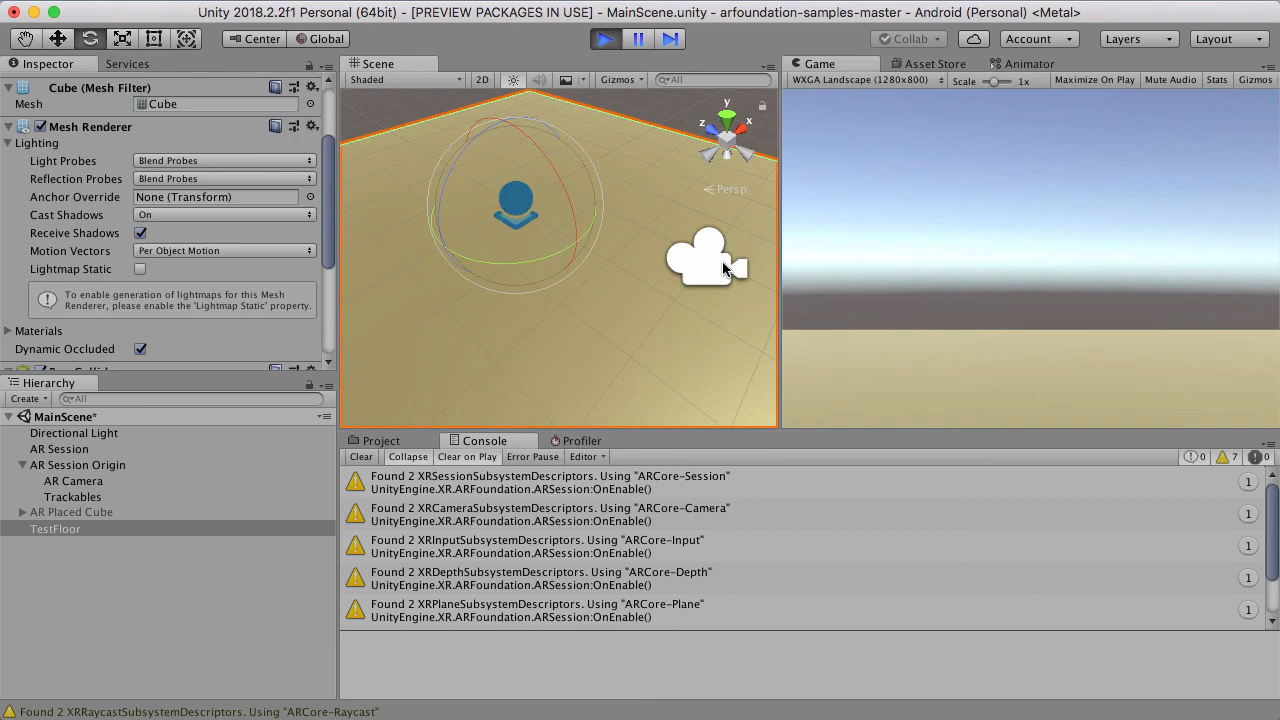 Unity 2018.2.2f1 Personal (64bit) - [PREVIEW PACKAGES IN USE] - MainScene.unity - arfoundation-samples-master - Android (Personal) <Metal>
Center Global Collab Account Layers Layout
Inspector Services
Cube (Mesh Filter)
Mesh Cube
Mesh Renderer
Lighting
Light Probes Blend Probes
Reflection Probes Blend Probes
Anchor Override None (Transform)
Cast Shadows On
Receive Shadows
Motion Vectors Per Object Motion
Lightmap Static
To enable generation of lightmaps for this Mesh
Renderer, please enable the 'Lightmap Static' property.
Materials
Dynamic Occluded
Hierarchy
Create All
MainScene*
Directional Light
AR Session
AR Session Origin
AR Camera
Trackables
AR Placed Cube
TestFloor
Scene
Shaded 2D Gizmos All
y
z x
Persp
Game Asset Store Animator
WXGA Landscape (1280x800) Scale 1x Maximize On Play Mute Audio Stats Gizmos
Project Console Profiler
Clear Collapse Clear on Play Error Pause Editor 0 7 0
Found 2 XRSessionSubsystemDescriptors. Using "ARCore-Session" 1
UnityEngine.XR.ARFoundation.ARSession:OnEnable()
Found 2 XRCameraSubsystemDescriptors. Using "ARCore-Camera" 1
UnityEngine.XR.ARFoundation.ARSession:OnEnable()
Found 2 XRInputSubsystemDescriptors. Using "ARCore-Input" 1
UnityEngine.XR.ARFoundation.ARSession:OnEnable()
Found 2 XRDepthSubsystemDescriptors. Using "ARCore-Depth" 1
UnityEngine.XR.ARFoundation.ARSession:OnEnable()
Found 2 XRPlaneSubsystemDescriptors. Using "ARCore-Plane" 1
UnityEngine.XR.ARFoundation.ARSession:OnEnable()
Found 2 XRRaycastSubsystemDescriptors. Using "ARCore-Raycast"